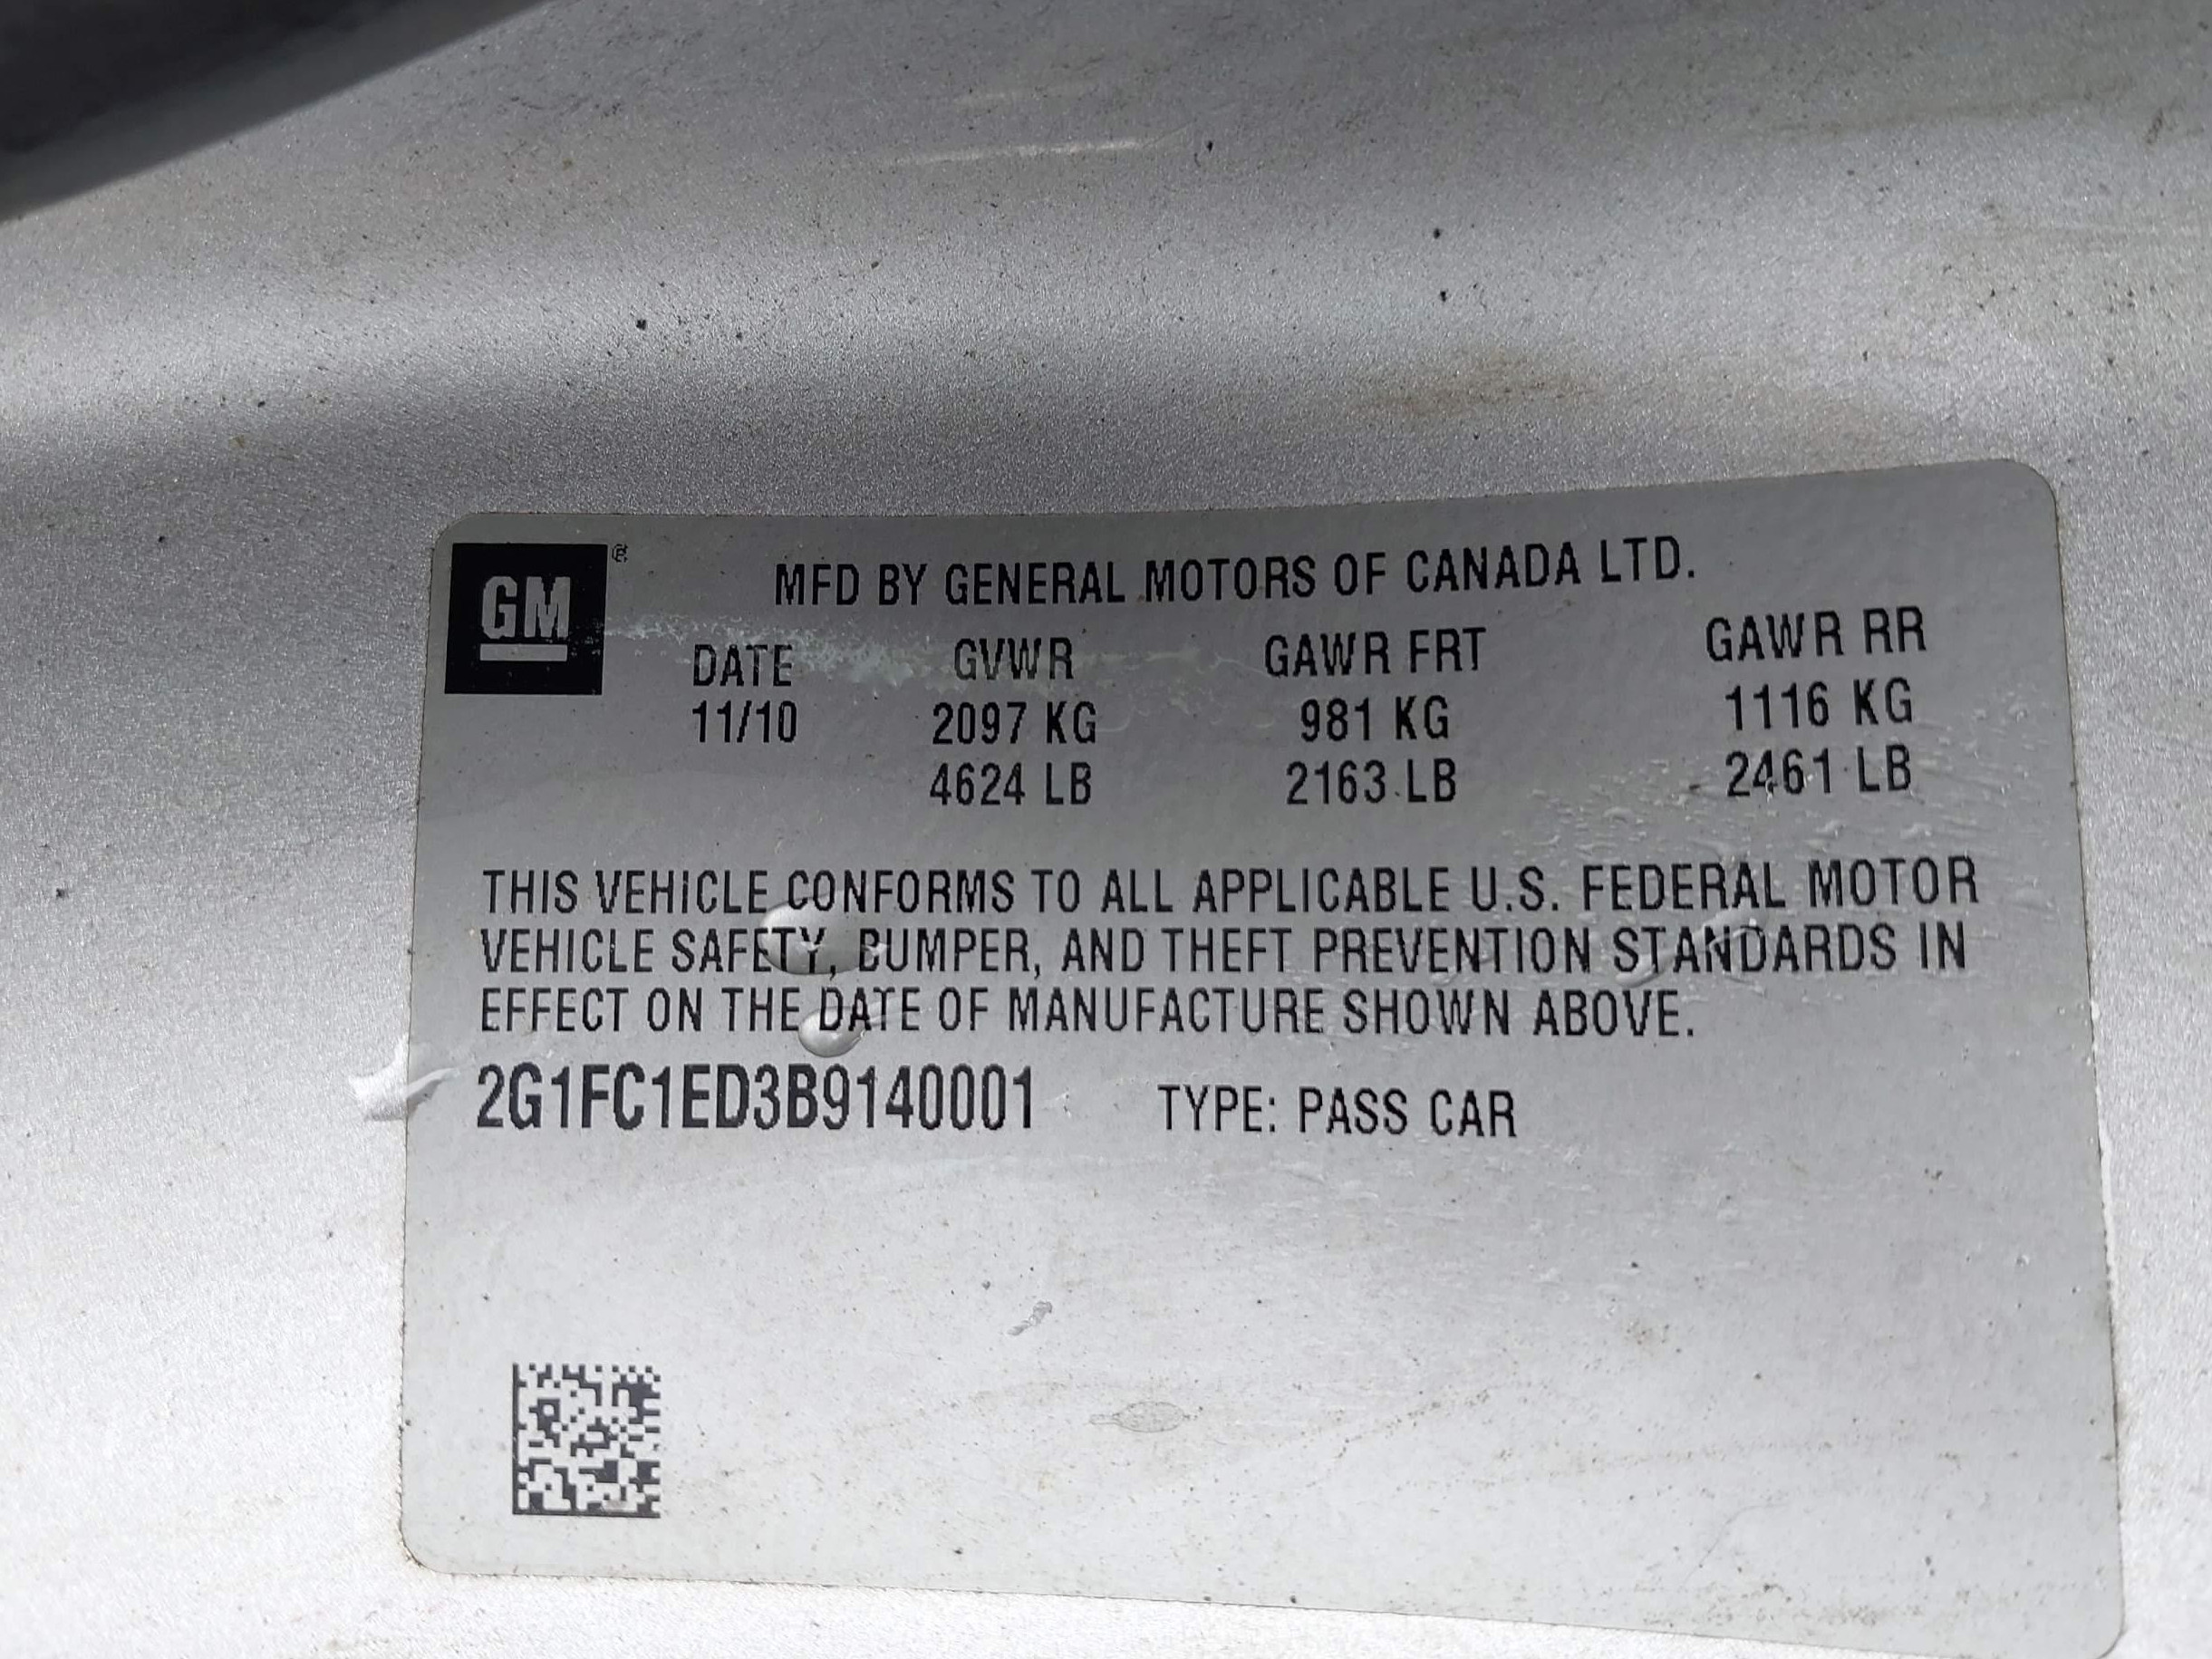 GM ®
MFD BY GENERAL MOTORS OF CANADA LTD.
DATE GVWR GAWR FRT GAWR RR
11/10 2097 KG 981 KG 1116 KG
4624 LB 2163 LB 2461 LB
THIS VEHICLE CONFORMS TO ALL APPLICABLE U.S. FEDERAL MOTOR
VEHICLE SAFETY, BUMPER, AND THEFT PREVENTION STANDARDS IN
EFFECT ON THE DATE OF MANUFACTURE SHOWN ABOVE.
2G1FC1ED3B9140001 TYPE: PASS CAR